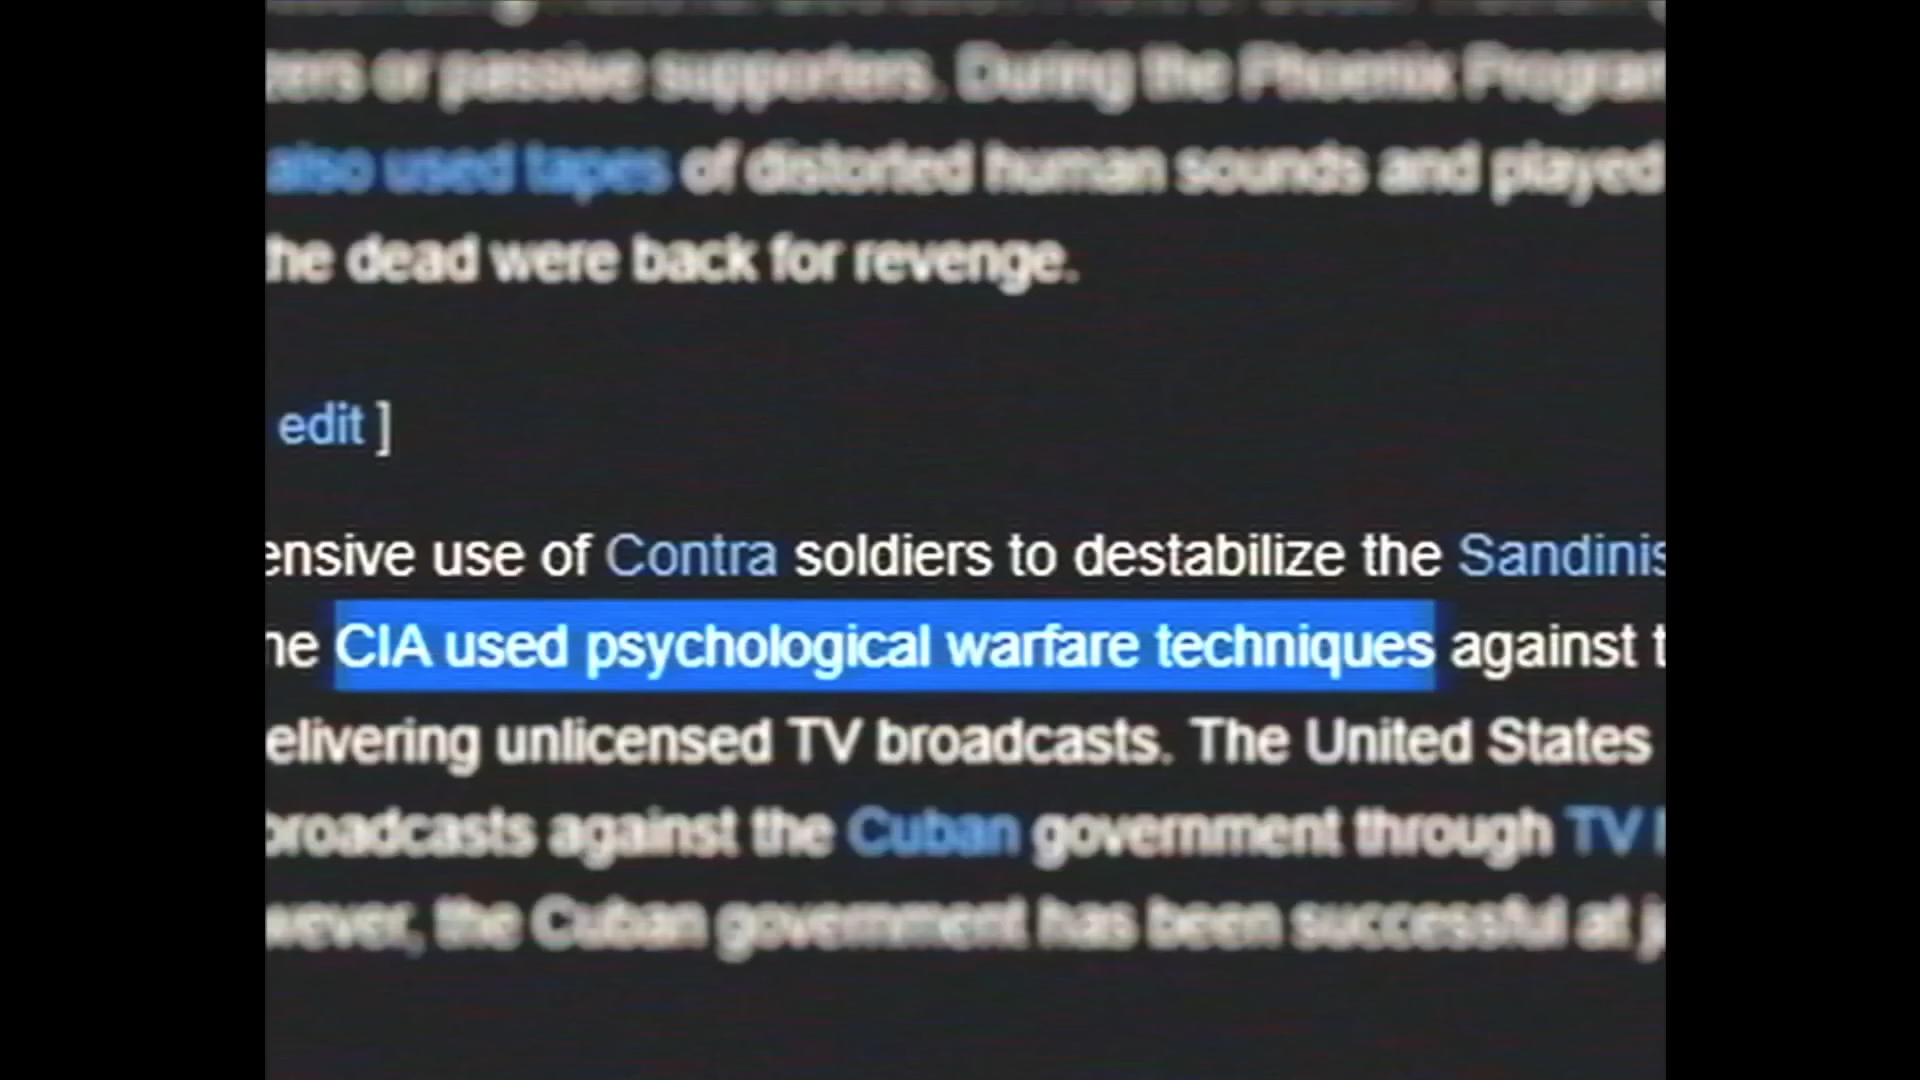 zers or passive supporters. During the Phoenix Program
also used tapes of distorted human sounds and played
he dead were back for revenge.
edit ]
ensive use of Contra soldiers to destabilize the Sandinis
he CIA used psychological warfare techniques against t
elivering unlicensed TV broadcasts. The United States
broadcasts against the Cuban government through TV
wever, the Cuban government has been successful at j